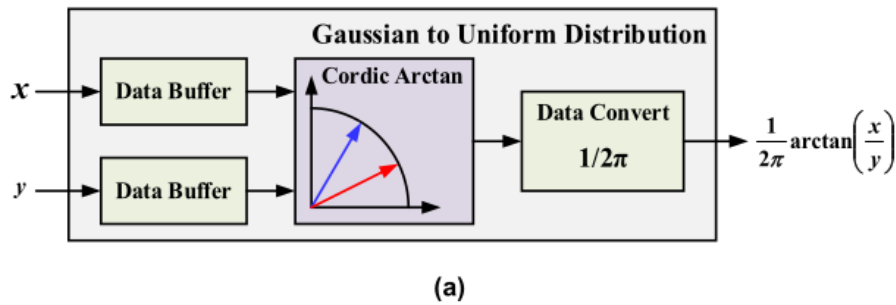 Gaussian to Uniform Distribution
x
Data Buffer
Cordic Arctan
Data Convert
1/2π
1/2π arctan(x/y)
y
Data Buffer
(a)